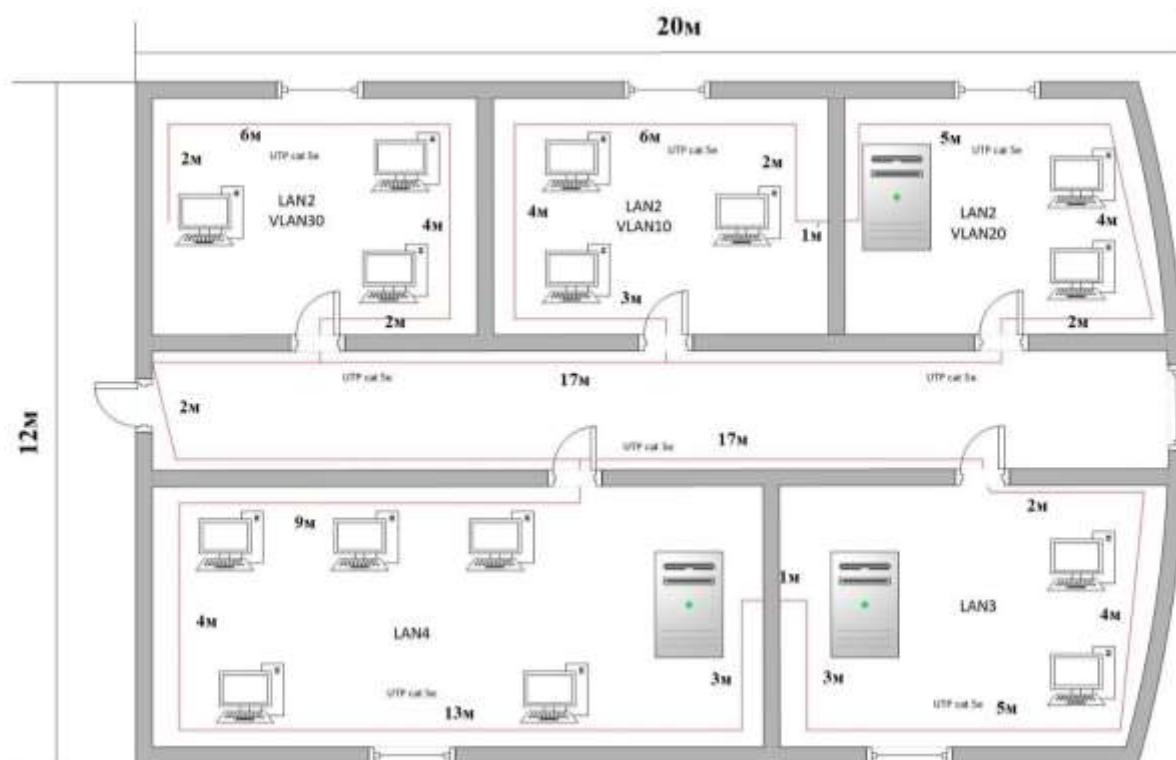 20м
12м
6м
UTP cat 5e
2м
LAN2
VLAN30
4м
2м
6м
UTP cat 5e
2м
4м
LAN2
VLAN10
1м
3м
5м
UTP cat 5e
LAN2
VLAN20
4м
2м
UTP cat 5e
17м
UTP cat 5e
2м
UTP cat 5e
17м
9м
4м
LAN4
UTP cat 5e
13м
3м
1м
2м
LAN3
4м
3м
UTP cat 5e
5м